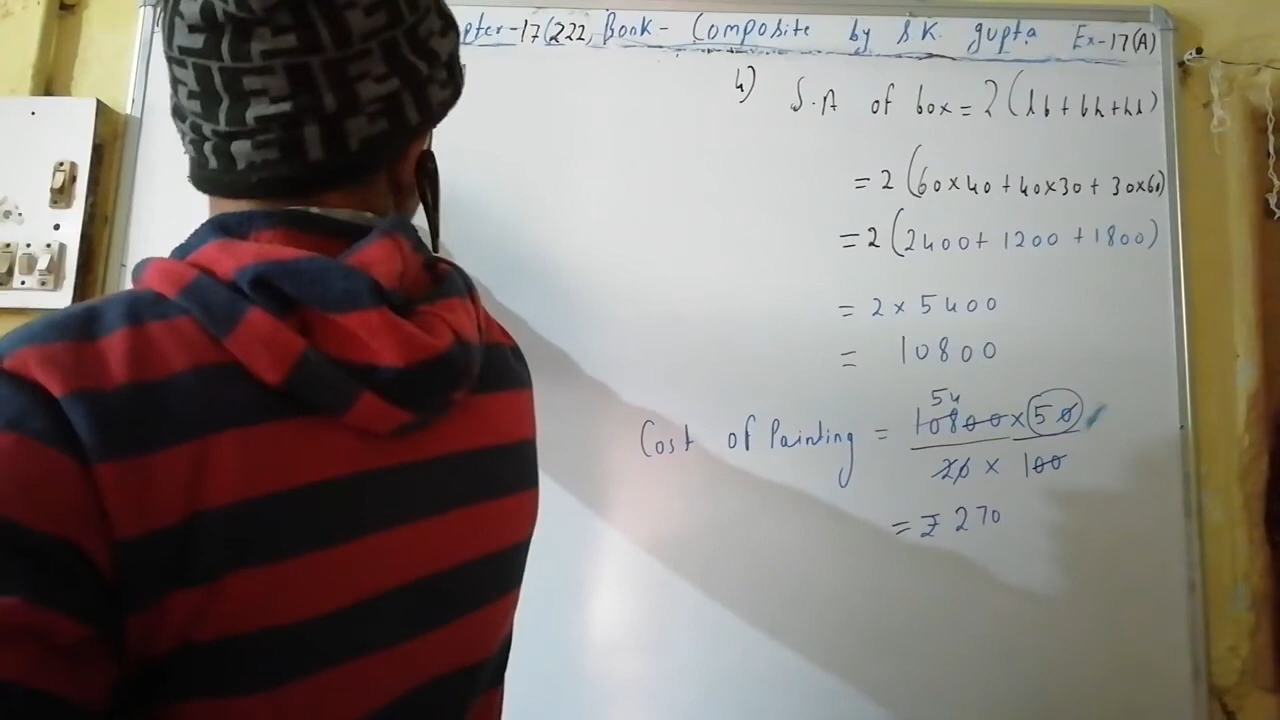 pter-17(222, Book- Composite by S.K. gupta Ex-17(A)
4) S.A of box = 2 (lb + bh + hl)
= 2 (60 x 40 + 40 x 30 + 30 x 60)
= 2 (2400 + 1200 + 1800)
= 2 x 5400
= 10800
54
Cost of Painting = 10800 x 50
20 x 100
= ₹ 270